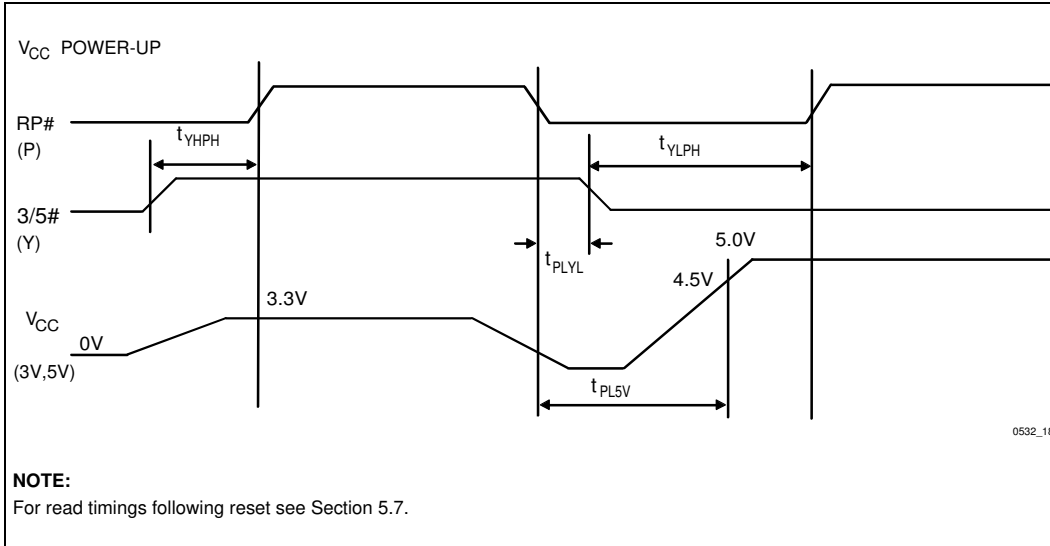 VCC POWER-UP
RP#
(P)
tYHPH
tYLPH
3/5#
(Y)
tPLYL
5.0V
4.5V
3.3V
VCC
0V
(3V,5V)
tPL5V
0532_18
NOTE:
For read timings following reset see Section 5.7.